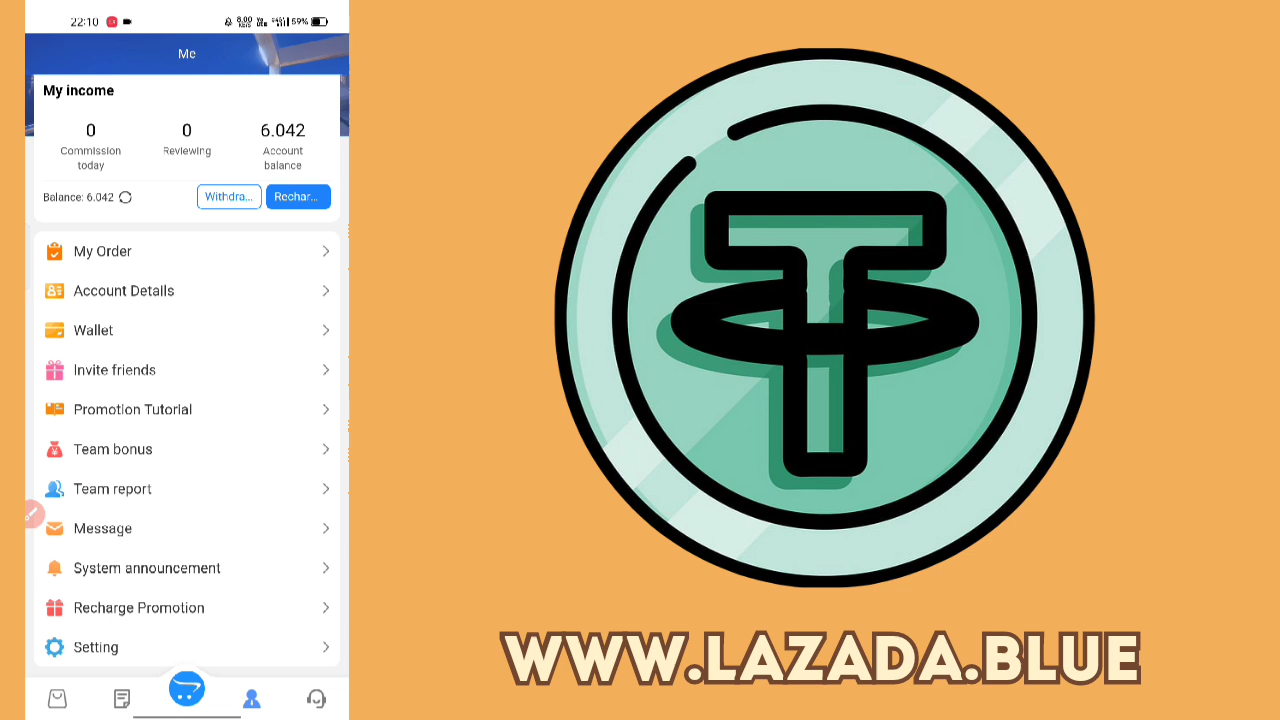 22:10
8.00
59%
Me
My income
0
0
6.042
Commission today
Reviewing
Account balance
Balance: 6.042
Withdra...
Rechar...
My Order
Account Details
Wallet
Invite friends
Promotion Tutorial
Team bonus
Team report
Message
System announcement
Recharge Promotion
Setting
WWW.LAZADA.BLUE